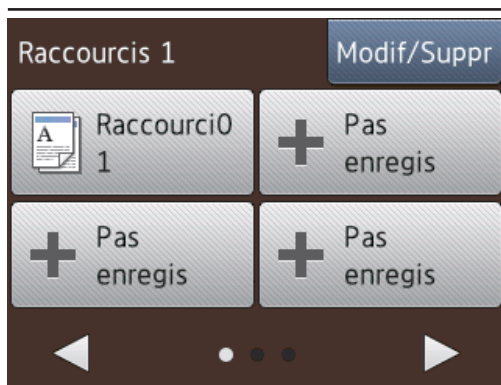 Raccourcis 1
Modif/Suppr
A
Raccourci0
1
Pas
enregis
Pas
enregis
Pas
enregis